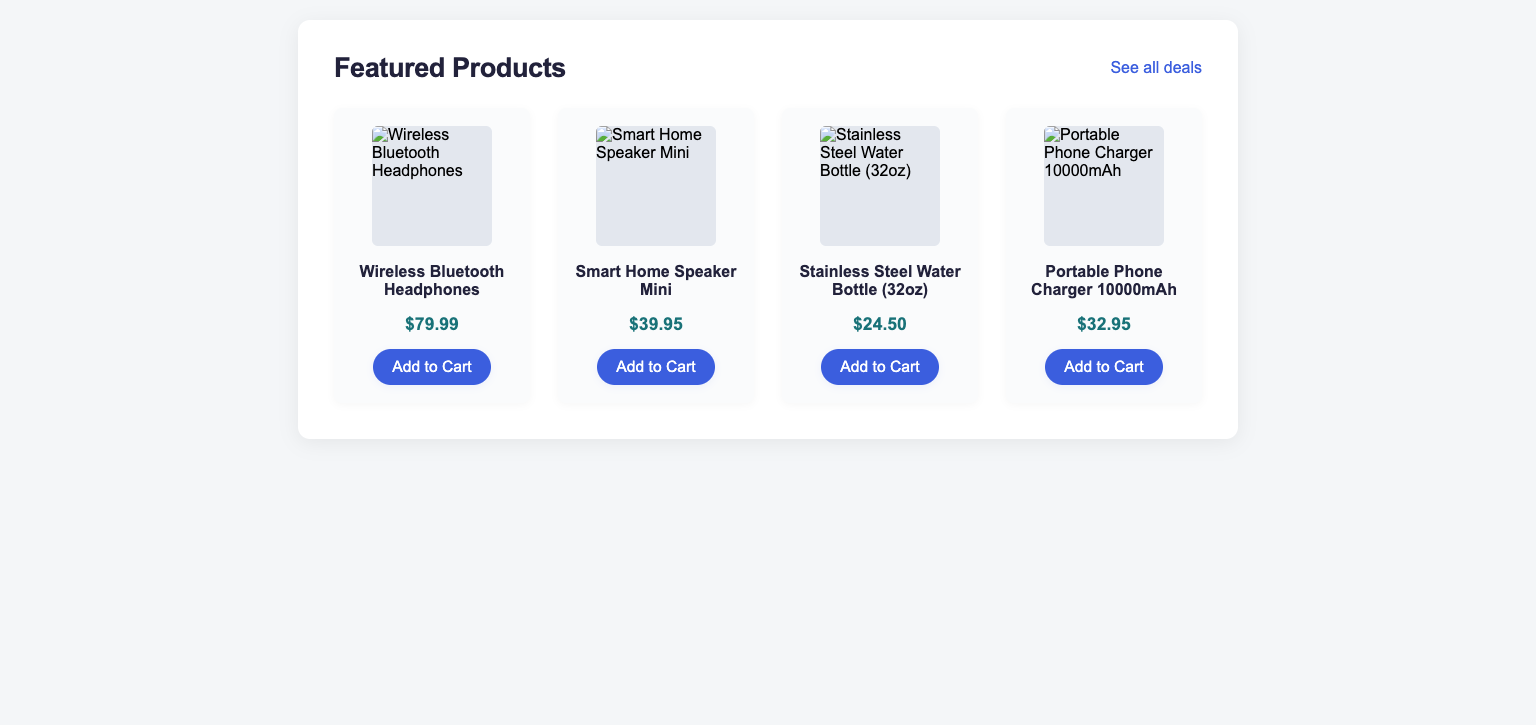 Featured Products
See all deals
Wireless
Bluetooth
Headphones
Smart Home
Speaker Mini
Stainless
Steel Water
Bottle (32oz)
Portable
Phone Charger
10000mAh
Wireless Bluetooth
Headphones
Smart Home Speaker
Mini
Stainless Steel Water
Bottle (32oz)
Portable Phone
Charger 10000mAh
$79.99
$39.95
$24.50
$32.95
Add to Cart
Add to Cart
Add to Cart
Add to Cart